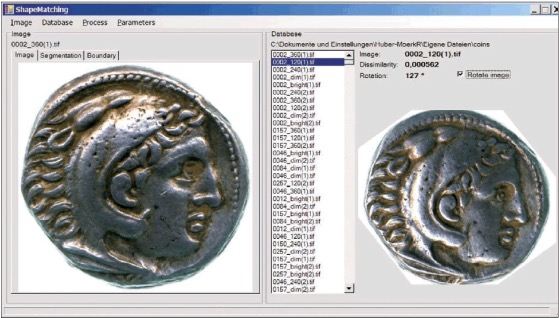 ShapeMatching
Image Database Process Parameters
Image
0002_360(1).tif
Image Segmentation Boundary
Database
C:\Dokumente und Einstellungen\Huber-MoerkR\Eigene Dateien\coins
0002_360(1).tif
0002_120(1).tif
0002_240(1).tif
0002_dim(1).tif
0002_bright(1).tif
0002_240(2).tif
0002_360(2).tif
0002_120(2).tif
0002_dim(2).tif
0002_bright(2).tif
0157_360(1).tif
0157_120(1).tif
0157_360(2).tif
0046_bright(1).tif
0046_dim(2).tif
0084_dim(1).tif
0046_dim(1).tif
0257_120(2).tif
0046_360(1).tif
0012_bright(1).tif
0084_dim(2).tif
0157_bright(1).tif
0084_bright(1).tif
0012_dim(1).tif
0046_120(1).tif
0150_240(1).tif
0257_dim(1).tif
0157_dim(1).tif
0257_bright(2).tif
0257_bright(1).tif
0046_240(2).tif
0157_dim(2).tif
Image: 0002_120(1).tif
Dissimilarity: 0,000562
Rotation: 127 °
Rotate image